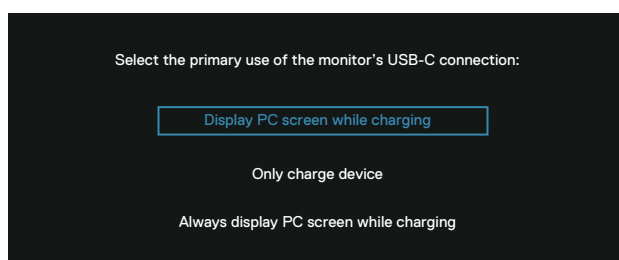 Select the primary use of the monitor's USB-C connection:
Display PC screen while charging
Only charge device
Always display PC screen while charging